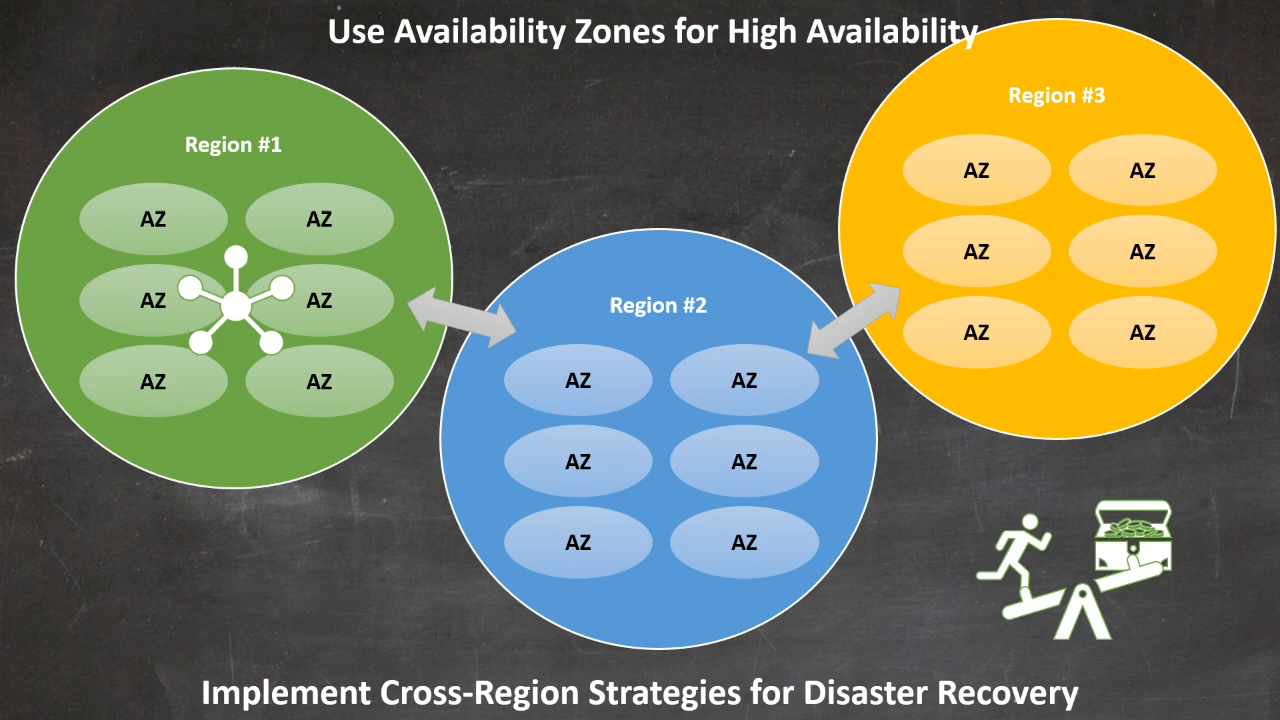 Use Availability Zones for High Availability
Region #1
AZ AZ
AZ AZ
AZ AZ
Region #2
AZ AZ
AZ AZ
AZ AZ
Region #3
AZ AZ
AZ AZ
AZ AZ
Implement Cross-Region Strategies for Disaster Recovery